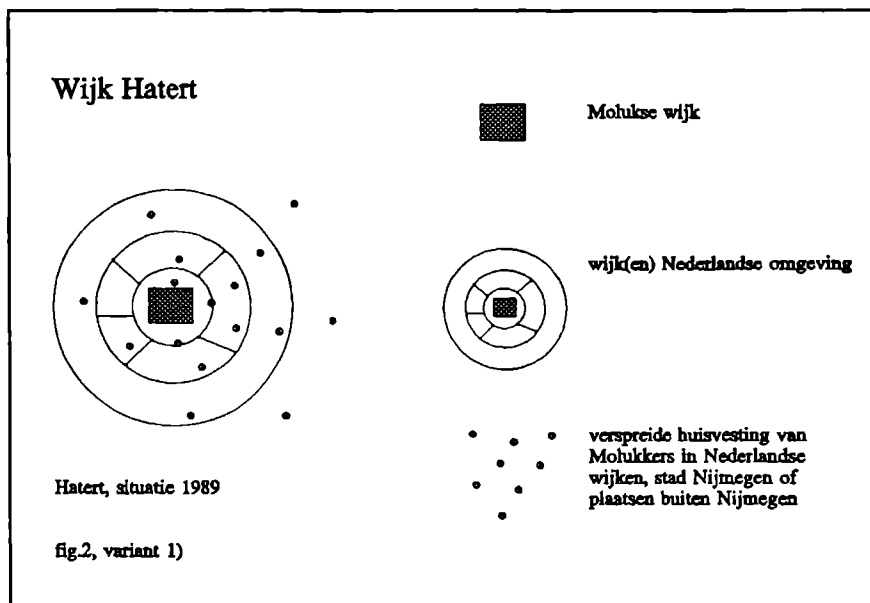 Wijk Hatert
Molukse wijk
wijk(en) Nederlandse omgeving
verspreide huisvesting van
Molukkers in Nederlandse
wijken, stad Nijmegen of
plaatsen buiten Nijmegen
Hatert, situatie 1989
fig.2, variant 1)